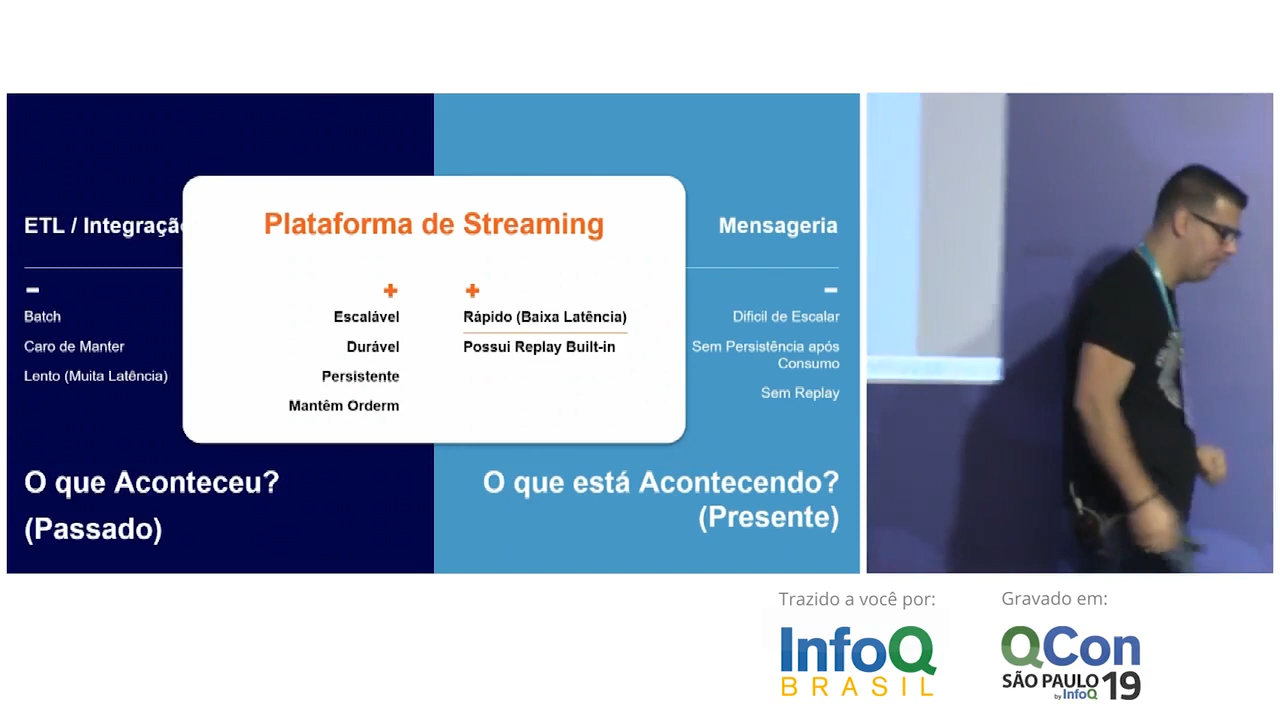 ETL / Integraçã
Batch
Caro de Manter
Lento (Muita Latência)
O que Aconteceu?
(Passado)
Plataforma de Streaming
Escalável
Durável
Persistente
Mantêm Orderm
Rápido (Baixa Latência)
Possui Replay Built-in
Mensageria
Dificil de Escalar
Sem Persistência após
Consumo
Sem Replay
O que está Acontecendo?
(Presente)
Trazido a você por:
InfoQ
BRASIL
Gravado em:
QCon
SÃO PAULO 19
by InfoQ